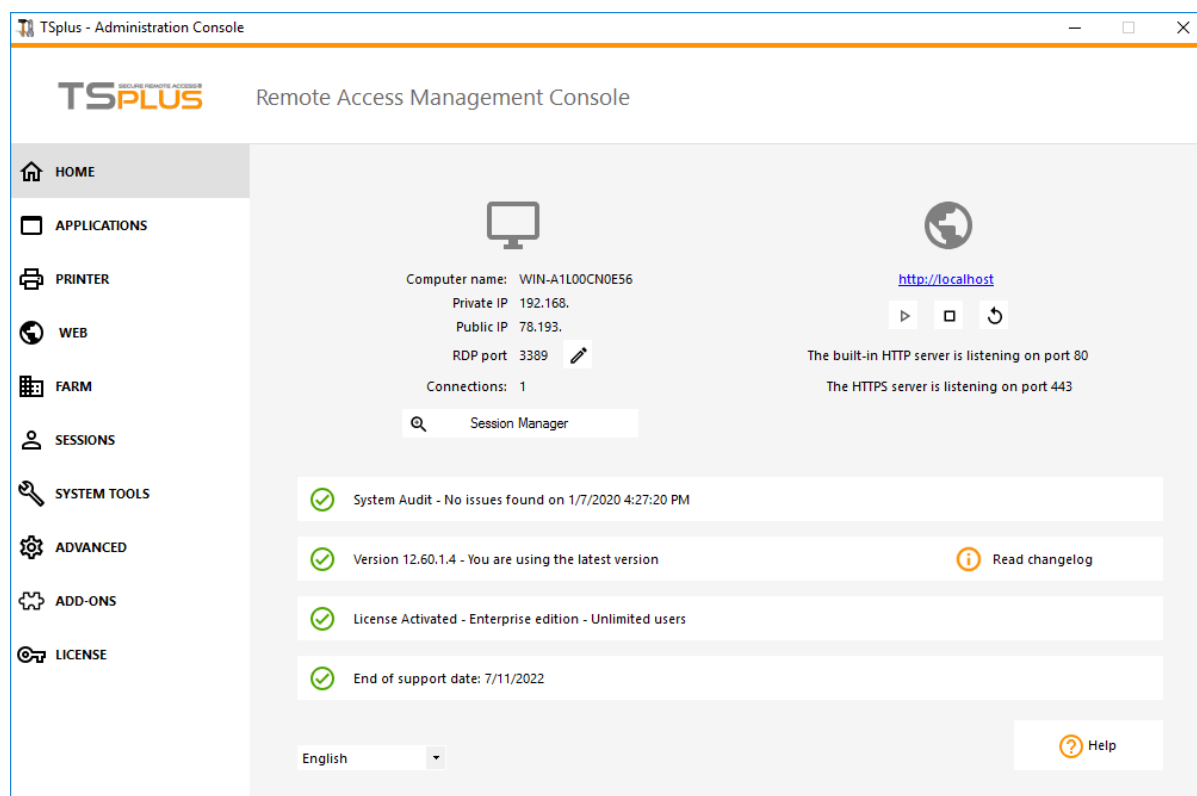 TSplus - Administration Console
TSPLUS
SECURE REMOTE ACCESS®
Remote Access Management Console
HOME
APPLICATIONS
PRINTER
WEB
FARM
SESSIONS
SYSTEM TOOLS
ADVANCED
ADD-ONS
LICENSE
Computer name: WIN-A1L00CN0E56
Private IP 192.168.
Public IP 78.193.
RDP port 3389
Connections: 1
Session Manager
http://localhost
The built-in HTTP server is listening on port 80
The HTTPS server is listening on port 443
System Audit - No issues found on 1/7/2020 4:27:20 PM
Version 12.60.1.4 - You are using the latest version
Read changelog
License Activated - Enterprise edition - Unlimited users
End of support date: 7/11/2022
English
Help